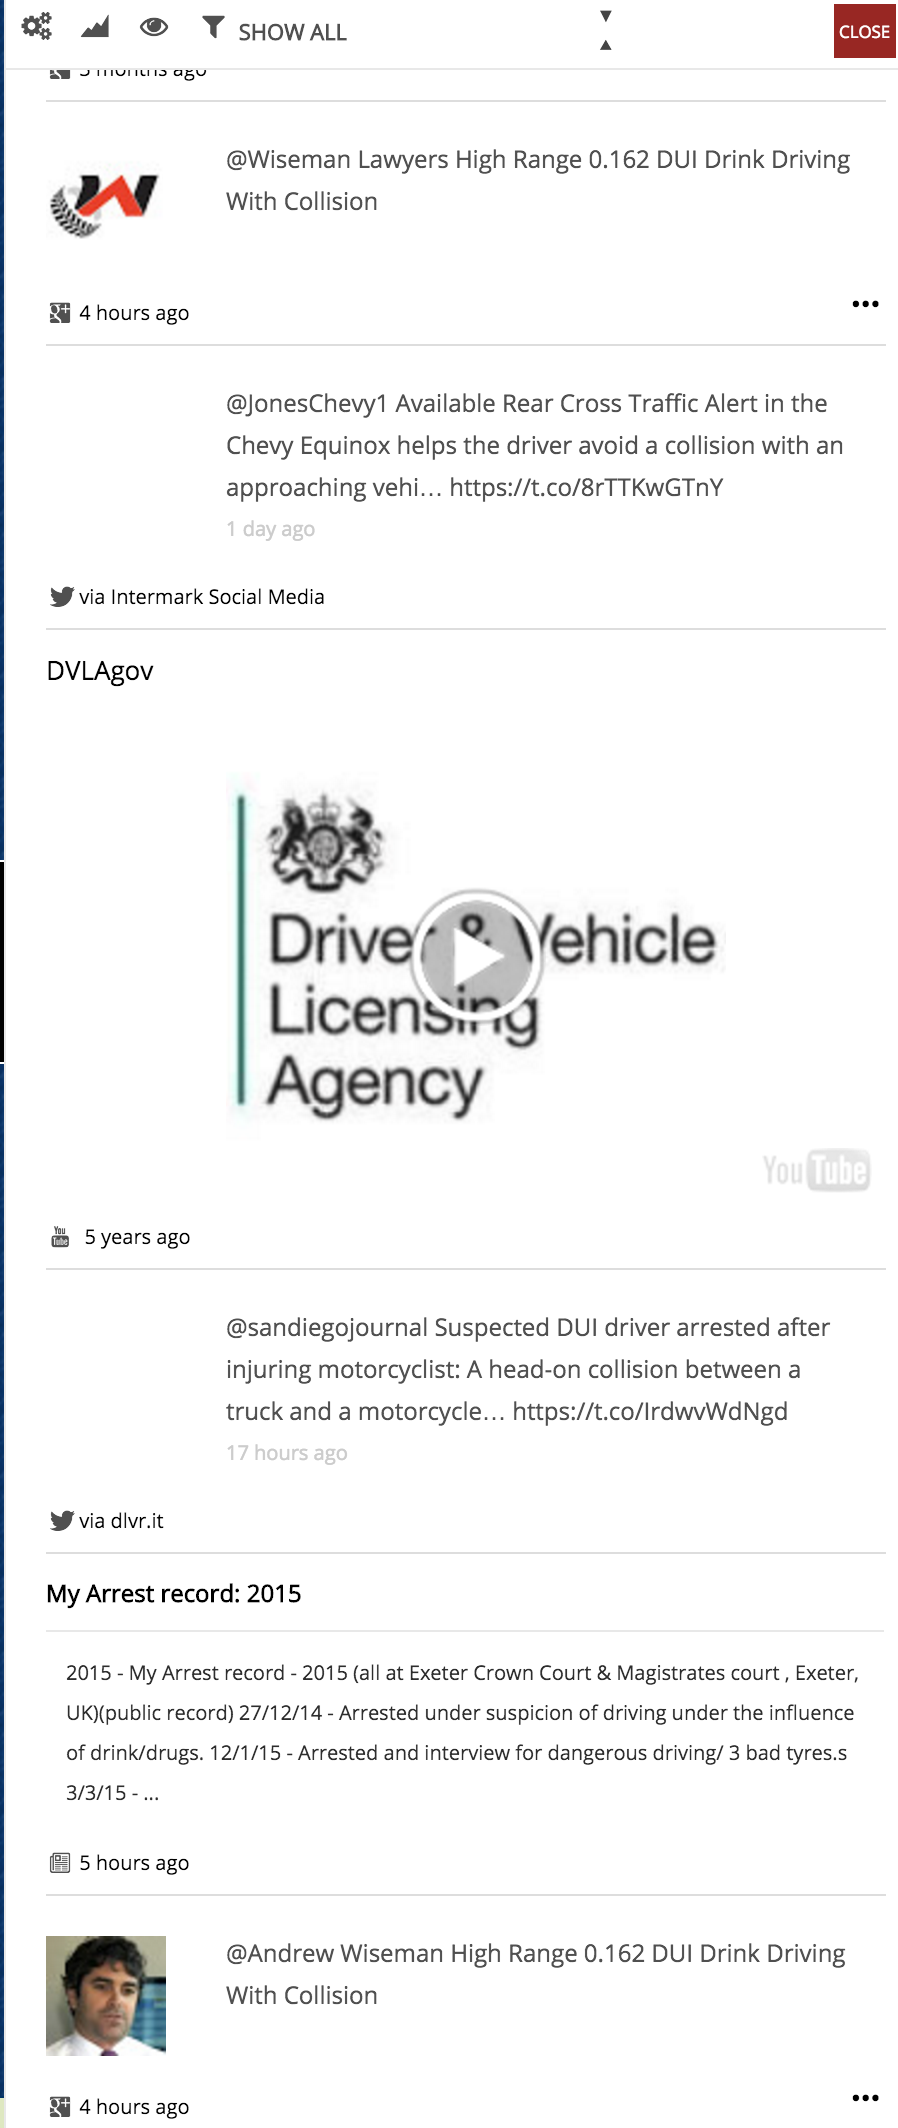 SHOW ALL
CLOSE
3 months ago
@Wiseman Lawyers High Range 0.162 DUI Drink Driving
With Collision
4 hours ago
@JonesChevy1 Available Rear Cross Traffic Alert in the
Chevy Equinox helps the driver avoid a collision with an
approaching vehi… https://t.co/8rTTKwGTnY
1 day ago
via Intermark Social Media
DVLAgov
Driver & Vehicle
Licensing
Agency
YouTube
You
Tube
5 years ago
@sandiegojournal Suspected DUI driver arrested after
injuring motorcyclist: A head-on collision between a
truck and a motorcycle… https://t.co/IrdwvWdNgd
17 hours ago
via dlvr.it
My Arrest record: 2015
2015 - My Arrest record - 2015 (all at Exeter Crown Court & Magistrates court , Exeter,
UK)(public record) 27/12/14 - Arrested under suspicion of driving under the influence
of drink/drugs. 12/1/15 - Arrested and interview for dangerous driving/ 3 bad tyres.s
3/3/15 - ...
5 hours ago
@Andrew Wiseman High Range 0.162 DUI Drink Driving
With Collision
4 hours ago